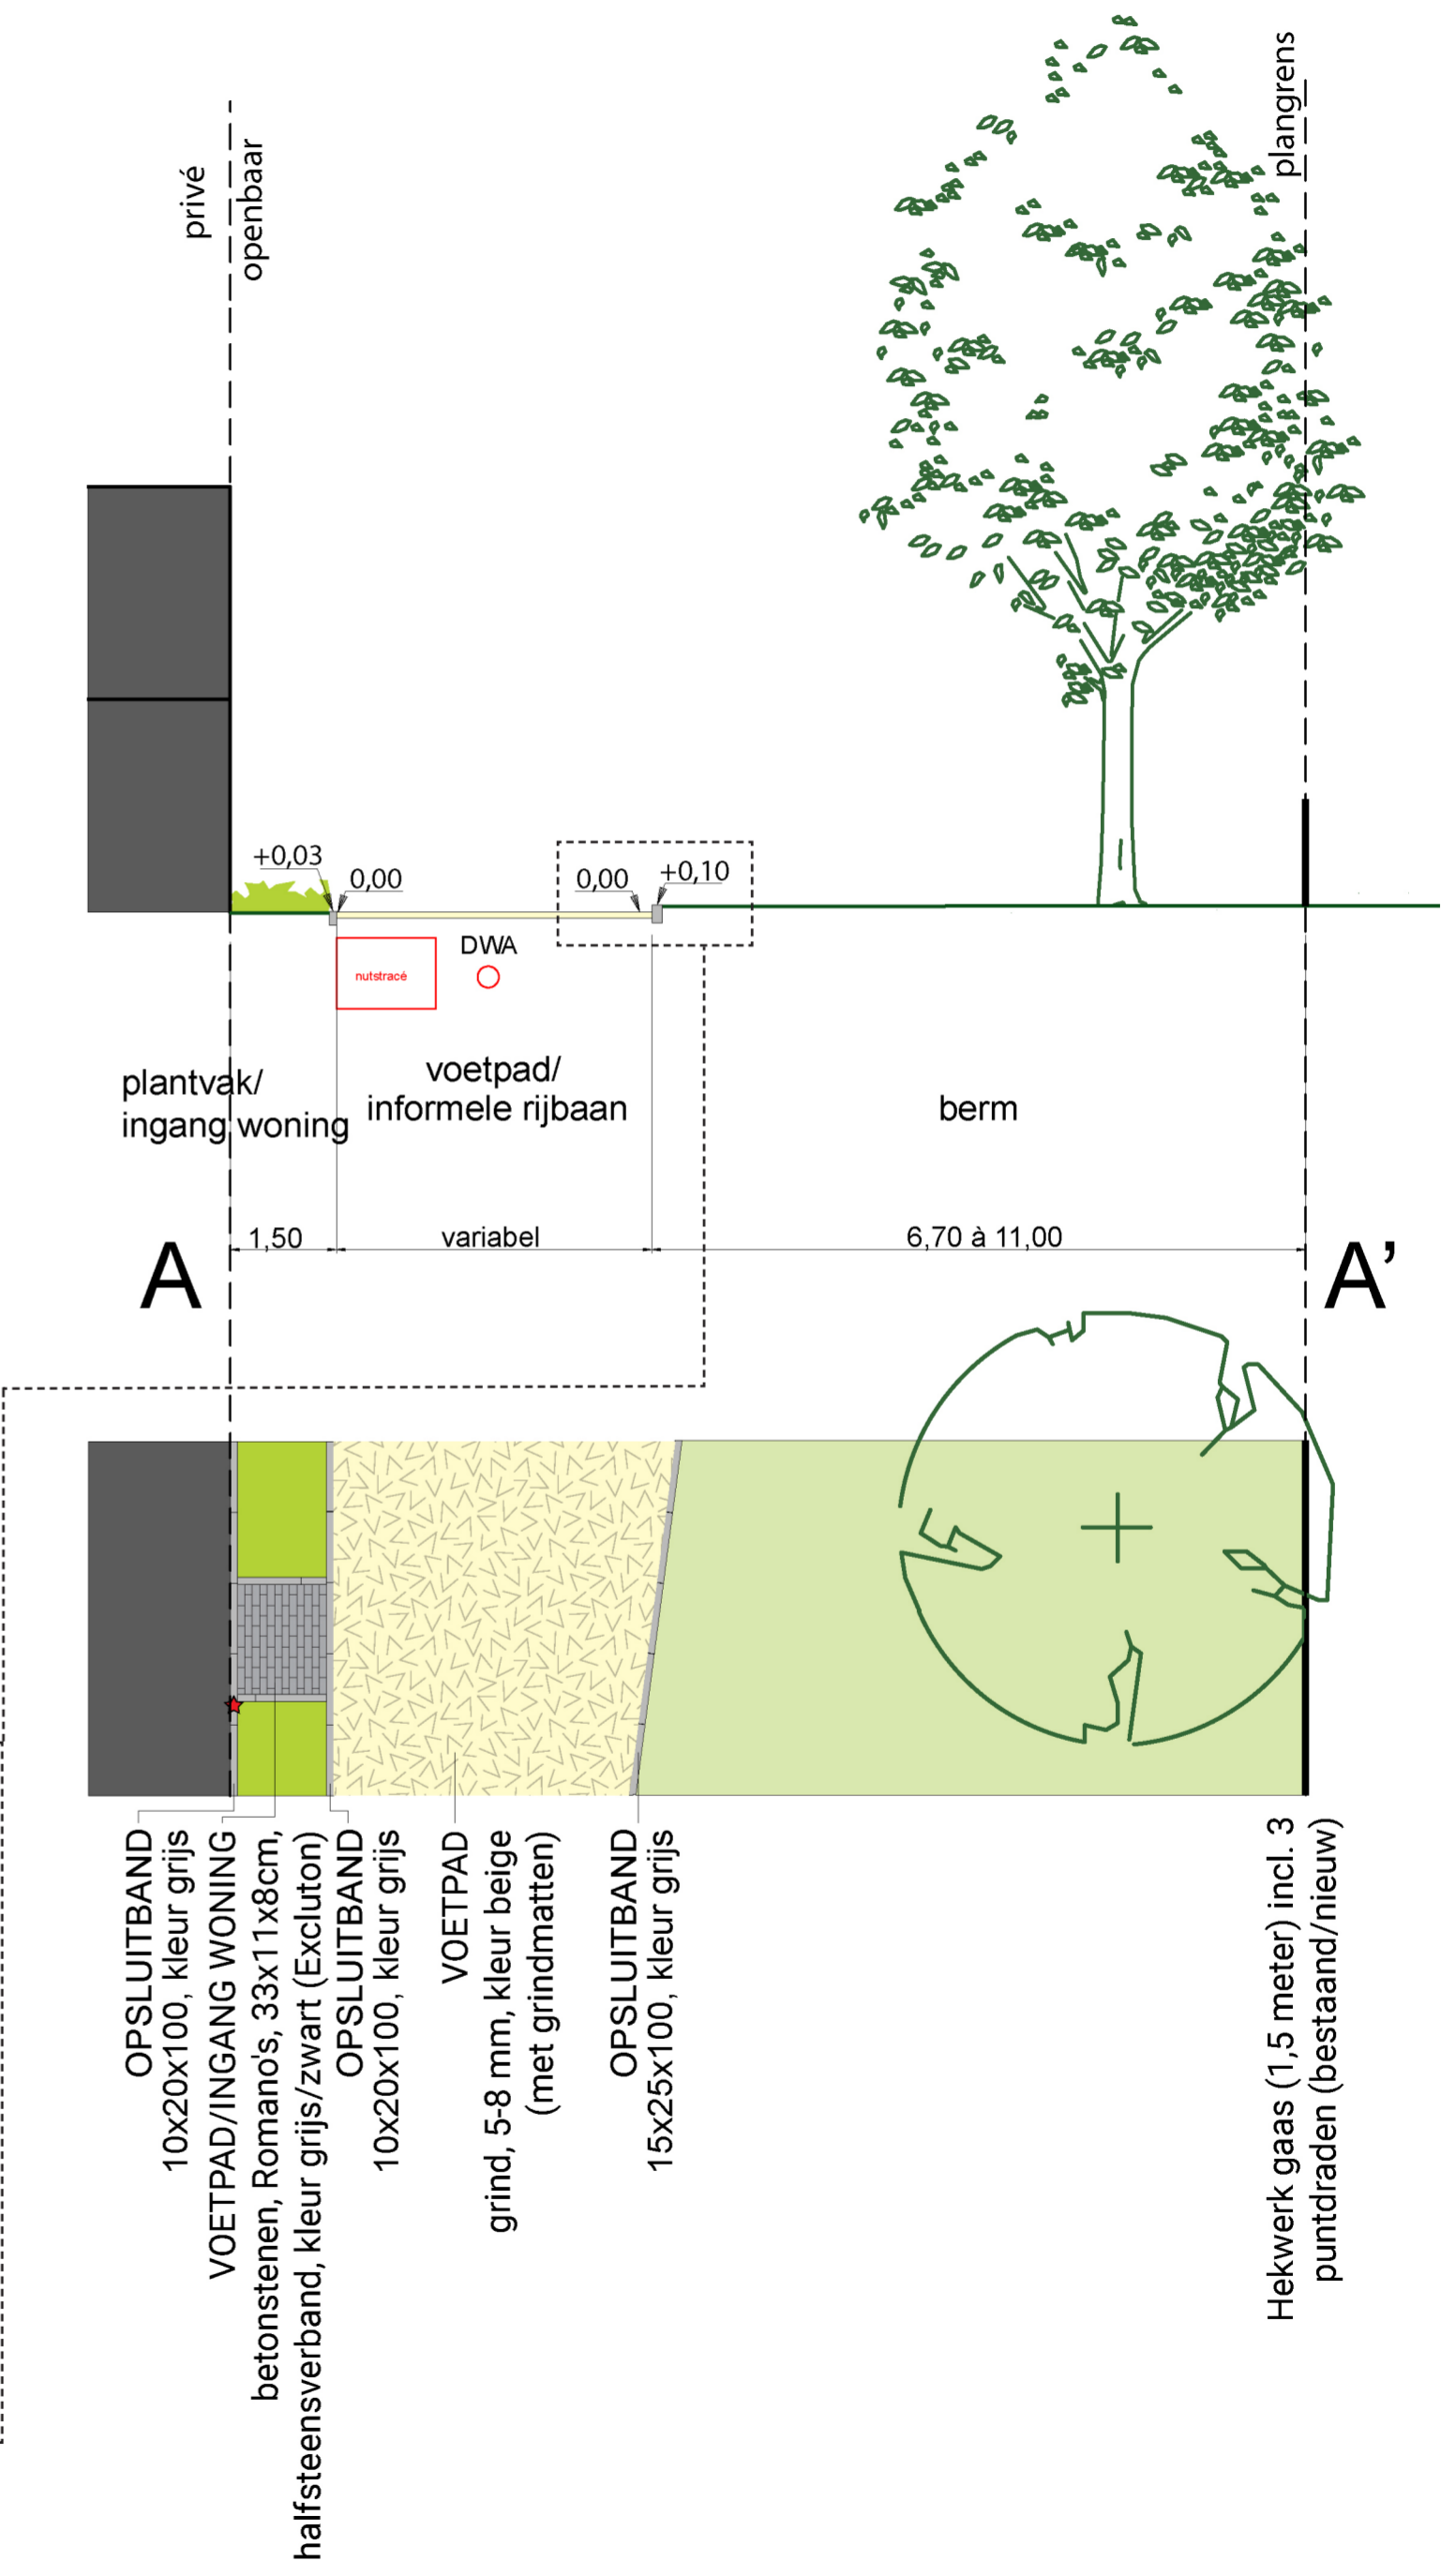 privé
openbaar
plangrens
+0,03
0,00
0,00
+0,10
DWA
nutstracé
plantvak/
ingang woning
voetpad/
informele rijbaan
berm
A
1,50
variabel
6,70 à 11,00
A’
OPSLUITBAND
10x20x100, kleur grijs
VOETPAD/INGANG WONING
betonstenen, Romano's, 33x11x8cm,
halfsteensverband, kleur grijs/zwart (Excluton)
OPSLUITBAND
10x20x100, kleur grijs
VOETPAD
grind, 5-8 mm, kleur beige
(met grindmatten)
OPSLUITBAND
15x25x100, kleur grijs
Hekwerk gaas (1,5 meter) incl. 3
puntdraden (bestaand/nieuw)